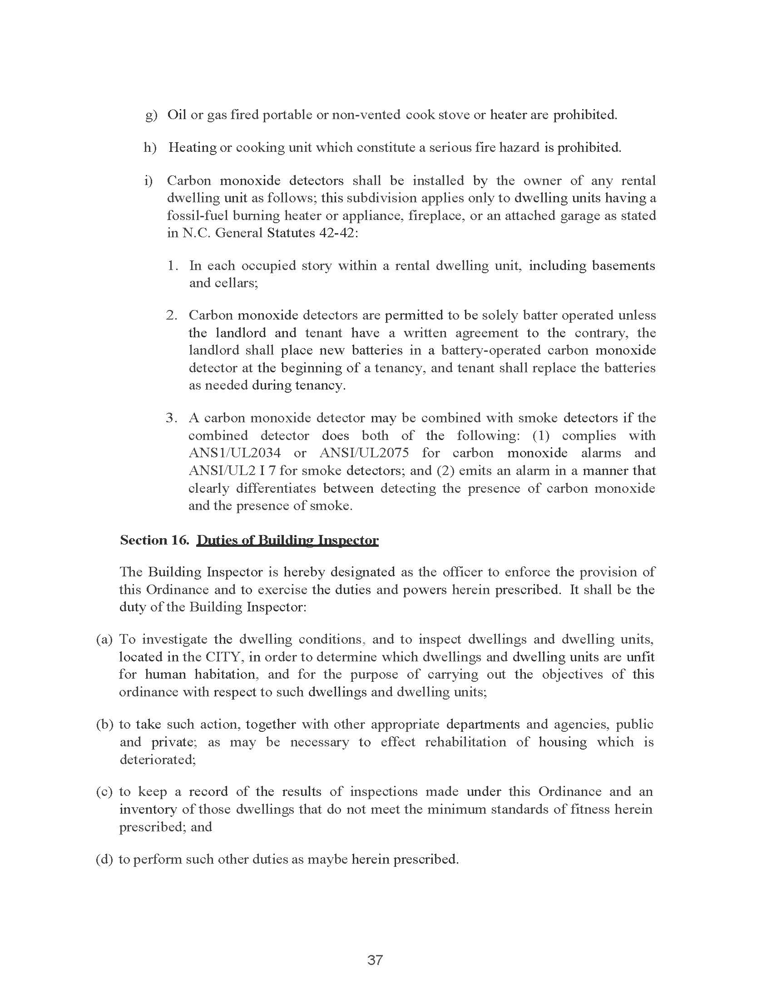 g) Oil or gas fired portable or non-vented cook stove or heater are prohibited.
h) Heating or cooking unit which constitute a serious fire hazard is prohibited.
i) Carbon monoxide detectors shall be installed by the owner of any rental
dwelling unit as follows; this subdivision applies only to dwelling units having a
fossil-fuel burning heater or appliance, fireplace, or an attached garage as stated
in N.C. General Statutes 42-42:
1. In each occupied story within a rental dwelling unit, including basements
and cellars;
2. Carbon monoxide detectors are permitted to be solely batter operated unless
the landlord and tenant have a written agreement to the contrary, the
landlord shall place new batteries in a battery-operated carbon monoxide
detector at the beginning of a tenancy, and tenant shall replace the batteries
as needed during tenancy.
3. A carbon monoxide detector may be combined with smoke detectors if the
combined detector does both of the following: (1) complies with
ANS1/UL2034 or ANSI/UL2075 for carbon monoxide alarms and
ANSI/UL2 I 7 for smoke detectors; and (2) emits an alarm in a manner that
clearly differentiates between detecting the presence of carbon monoxide
and the presence of smoke.
Section 16. Duties of Building Inspector
The Building Inspector is hereby designated as the officer to enforce the provision of
this Ordinance and to exercise the duties and powers herein prescribed. It shall be the
duty of the Building Inspector:
(a) To investigate the dwelling conditions, and to inspect dwellings and dwelling units,
located in the CITY, in order to determine which dwellings and dwelling units are unfit
for human habitation, and for the purpose of carrying out the objectives of this
ordinance with respect to such dwellings and dwelling units;
(b) to take such action, together with other appropriate departments and agencies, public
and private; as may be necessary to effect rehabilitation of housing which is
deteriorated;
(c) to keep a record of the results of inspections made under this Ordinance and an
inventory of those dwellings that do not meet the minimum standards of fitness herein
prescribed; and
(d) to perform such other duties as maybe herein prescribed.
37